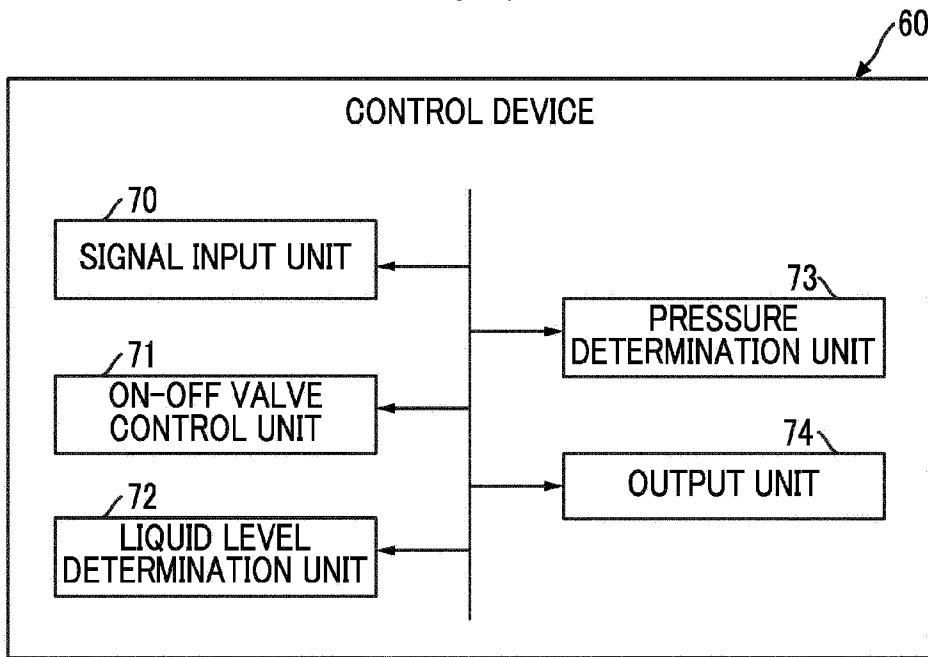 60
CONTROL DEVICE
70
SIGNAL INPUT UNIT
71
ON-OFF VALVE
CONTROL UNIT
72
LIQUID LEVEL
DETERMINATION UNIT
73
PRESSURE
DETERMINATION UNIT
74
OUTPUT UNIT